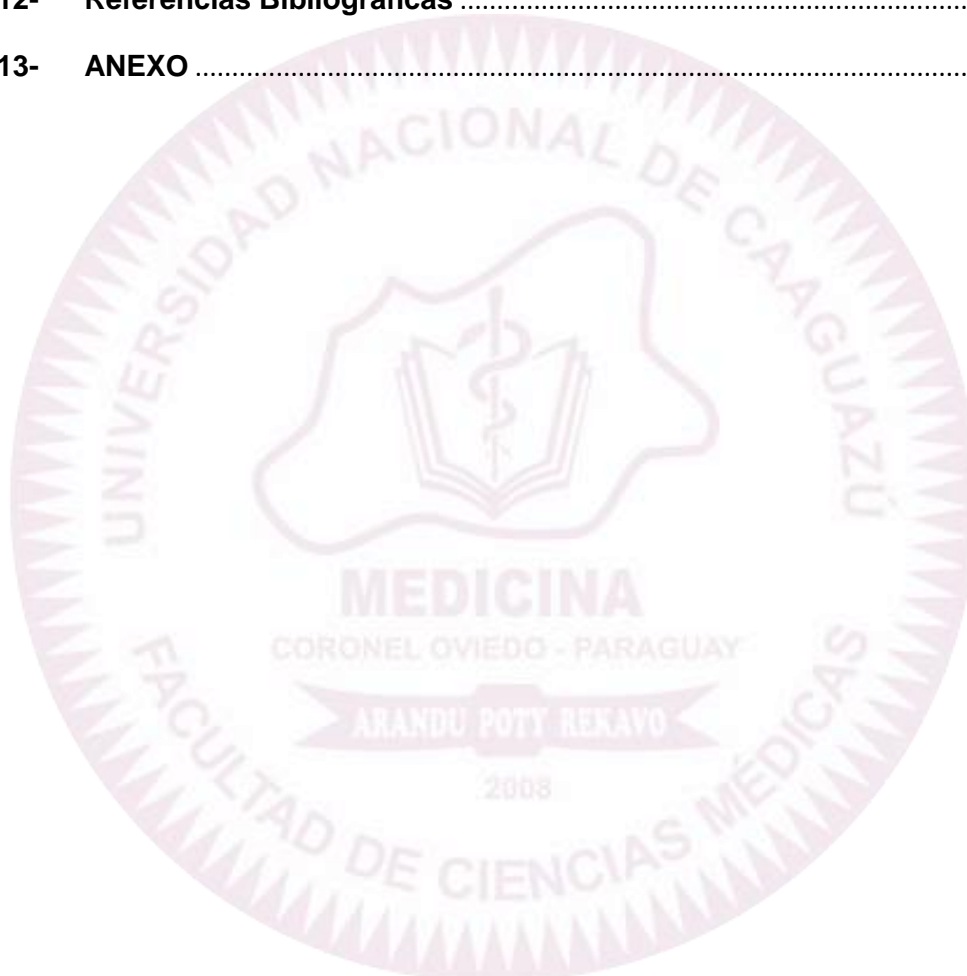 12- Referencias Bibliográficas ......................................................................
13- ANEXO ...........................................................................................................
UNIVERSIDAD NACIONAL DE CAAGUAZÚ
MEDICINA
CORONEL OVIEDO - PARAGUAY
ARANDU POTY REKAVO
2008
FACULTAD DE CIENCIAS MÉDICAS